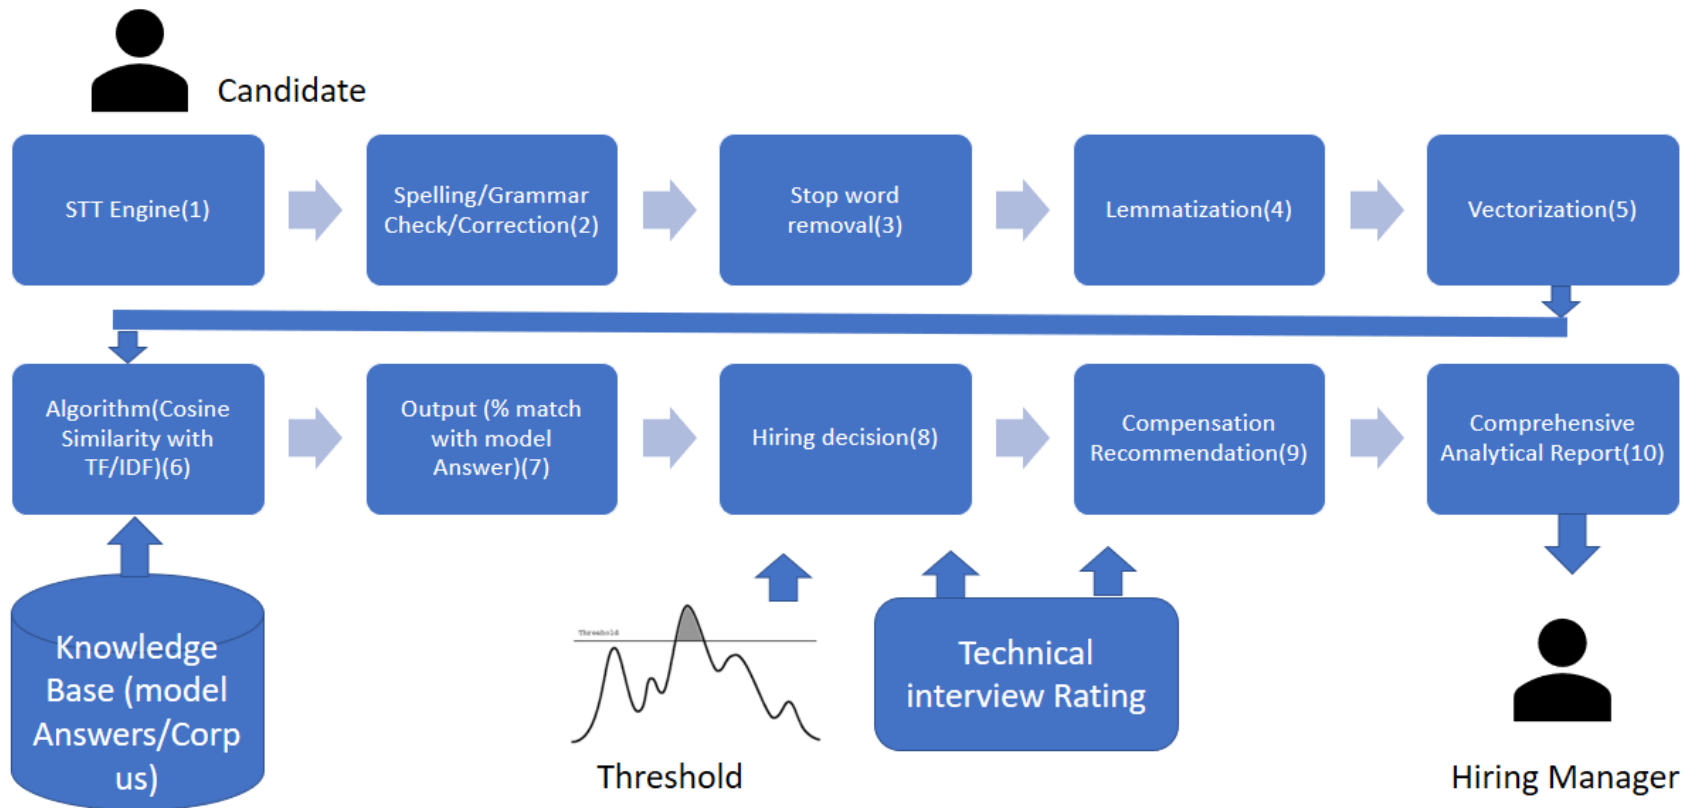 Candidate
STT Engine(1)
Spelling/Grammar
Check/Correction(2)
Stop word
removal(3)
Lemmatization(4)
Vectorization(5)
Algorithm(Cosine
Similarity with
TF/IDF)(6)
Output (% match
with model
Answer)(7)
Hiring decision(8)
Compensation
Recommendation(9)
Comprehensive
Analytical Report(10)
Knowledge
Base (model
Answers/Corp
us)
Threshold
Threshold
Technical
interview Rating
Hiring Manager